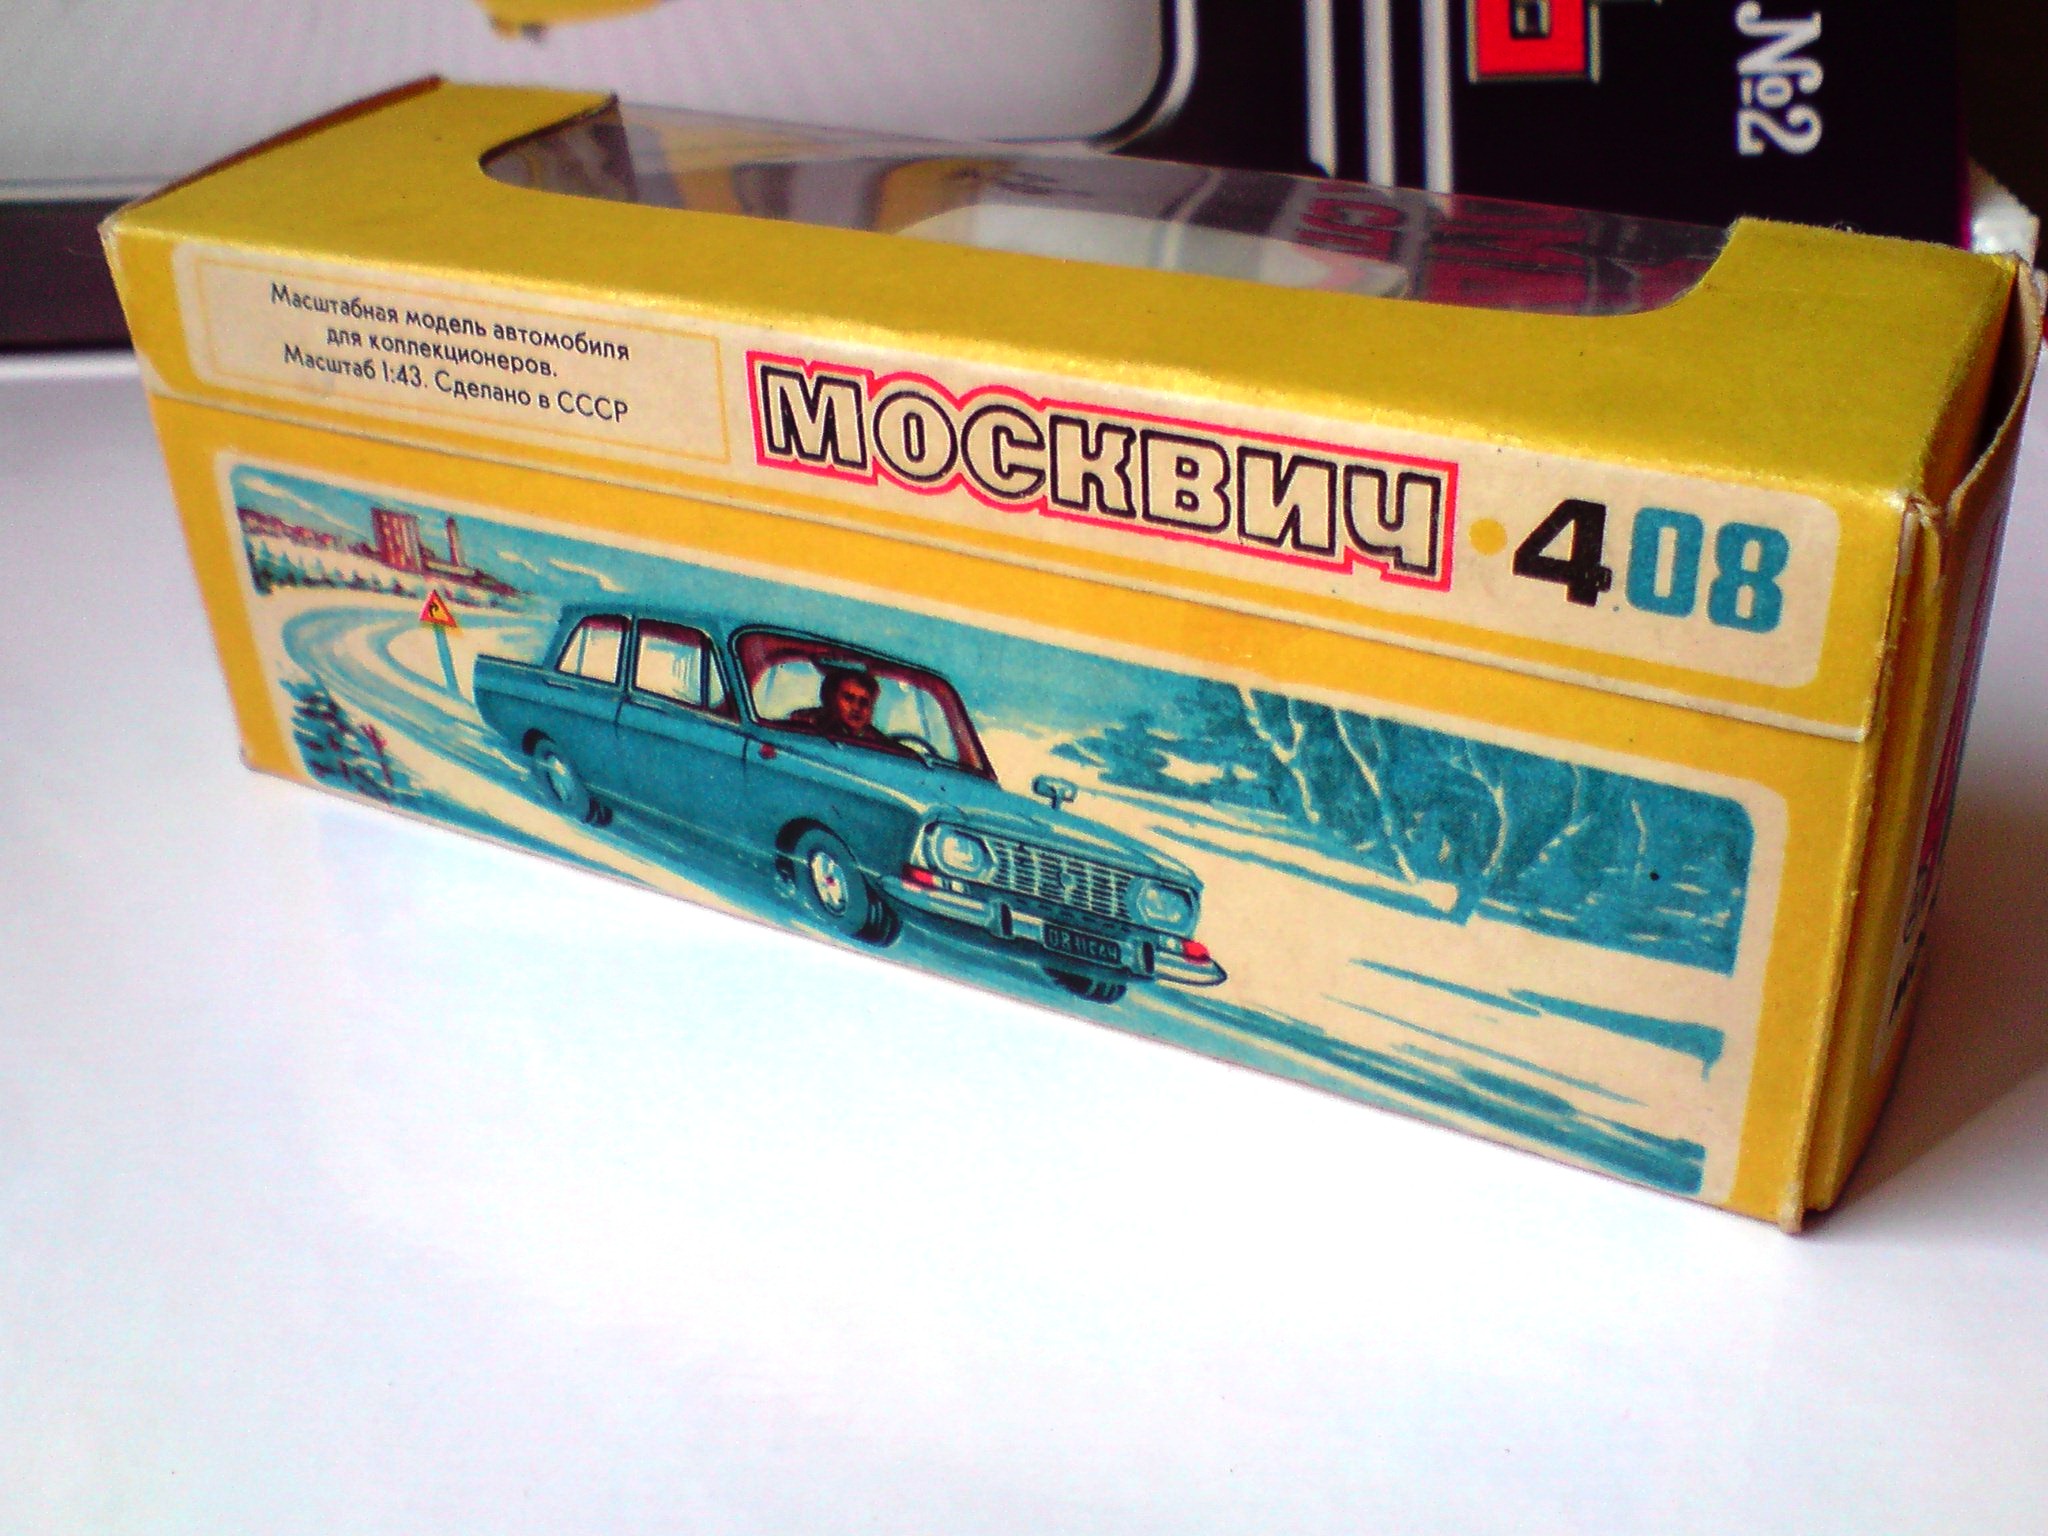 Масштабная модель автомобиля
для коллекционеров.
Масштаб 1:43. Сделано в СССР
МОСКВИЧ · 408
№2